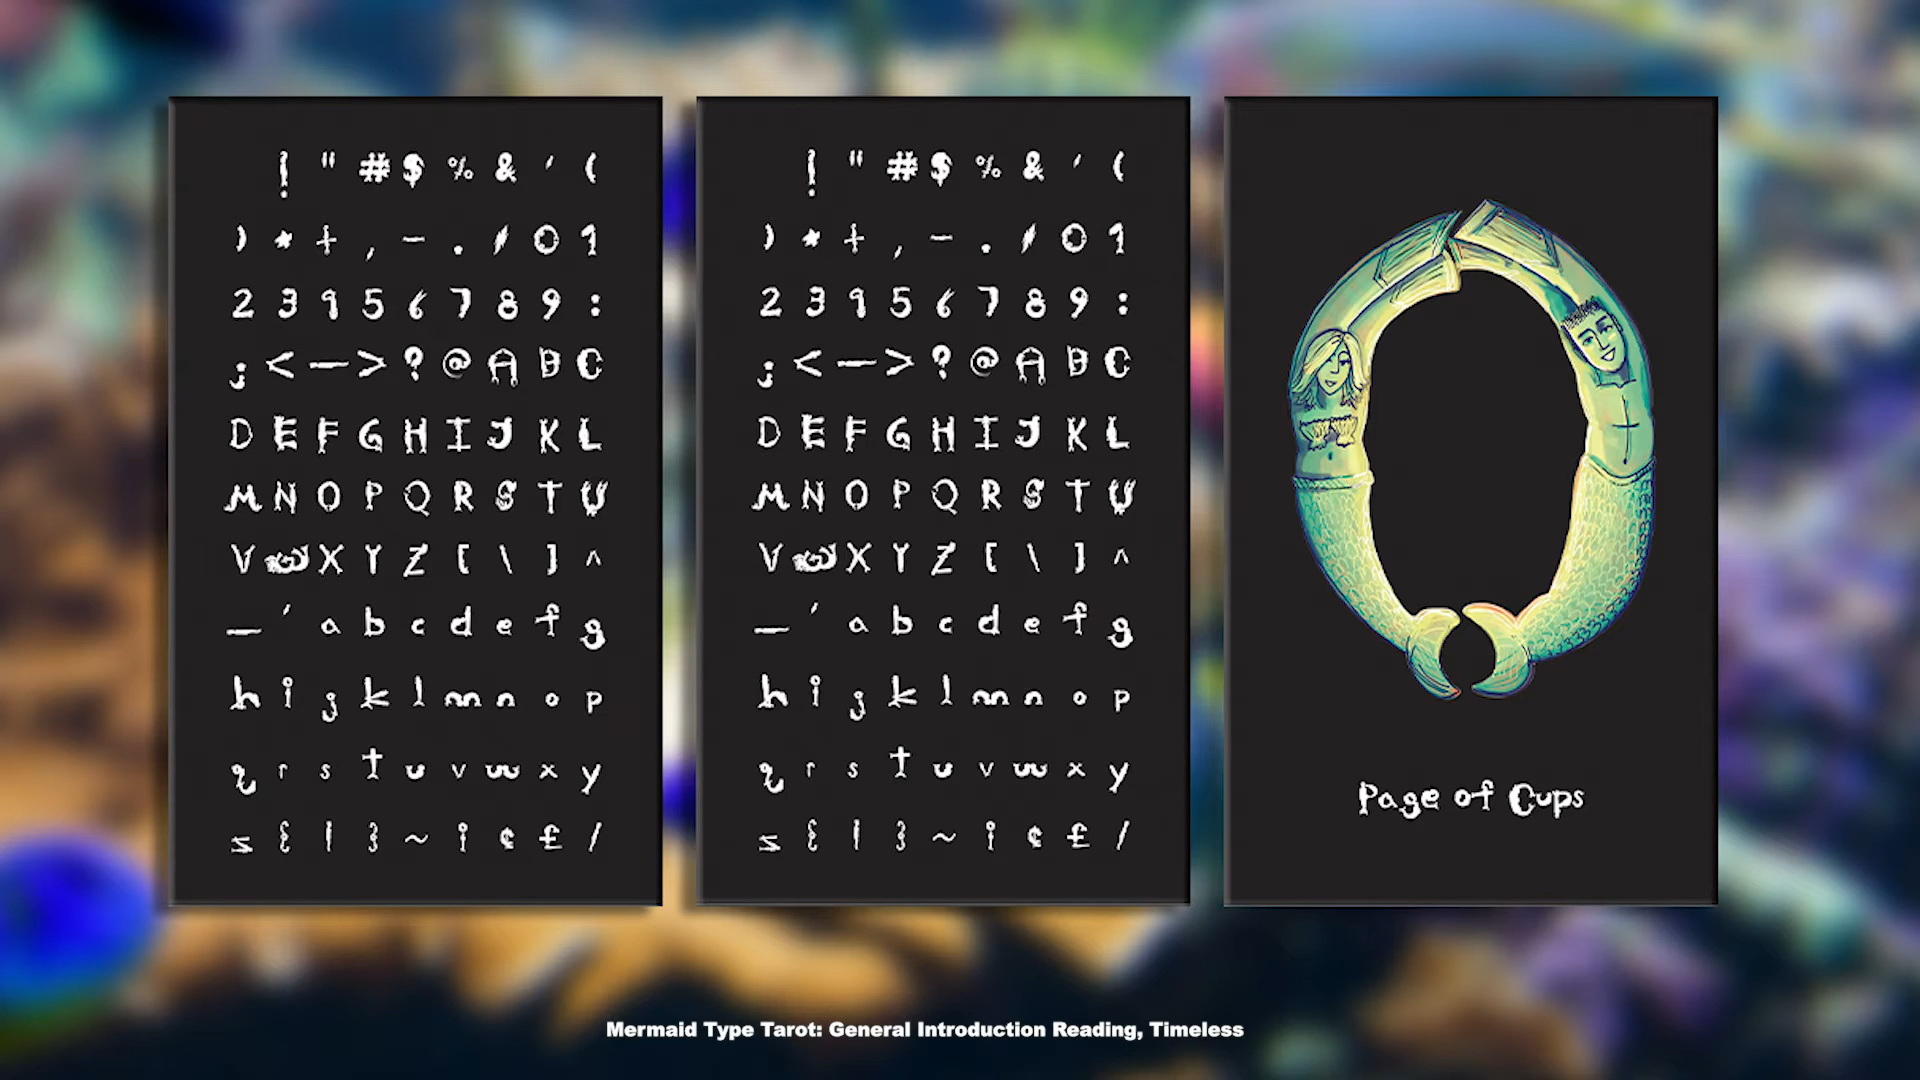 ! " # $ % & ' (
) * + , - . / 0 1
2 3 4 5 6 7 8 9 :
; < — > ? @ A B C
D E F G H I J K L
M N O P Q R S T U
V W X Y Z [ \ ] ^
_ ' a b c d e f g
h i j k l m n o p
q r s t u v w x y
z { | } ~ ¡ ¢ £ /
! " # $ % & ' (
) * + , - . / 0 1
2 3 4 5 6 7 8 9 :
; < — > ? @ A B C
D E F G H I J K L
M N O P Q R S T U
V W X Y Z [ \ ] ^
_ ' a b c d e f g
h i j k l m n o p
q r s t u v w x y
z { | } ~ ¡ ¢ £ /
Page of Cups
Mermaid Type Tarot: General Introduction Reading, Timeless